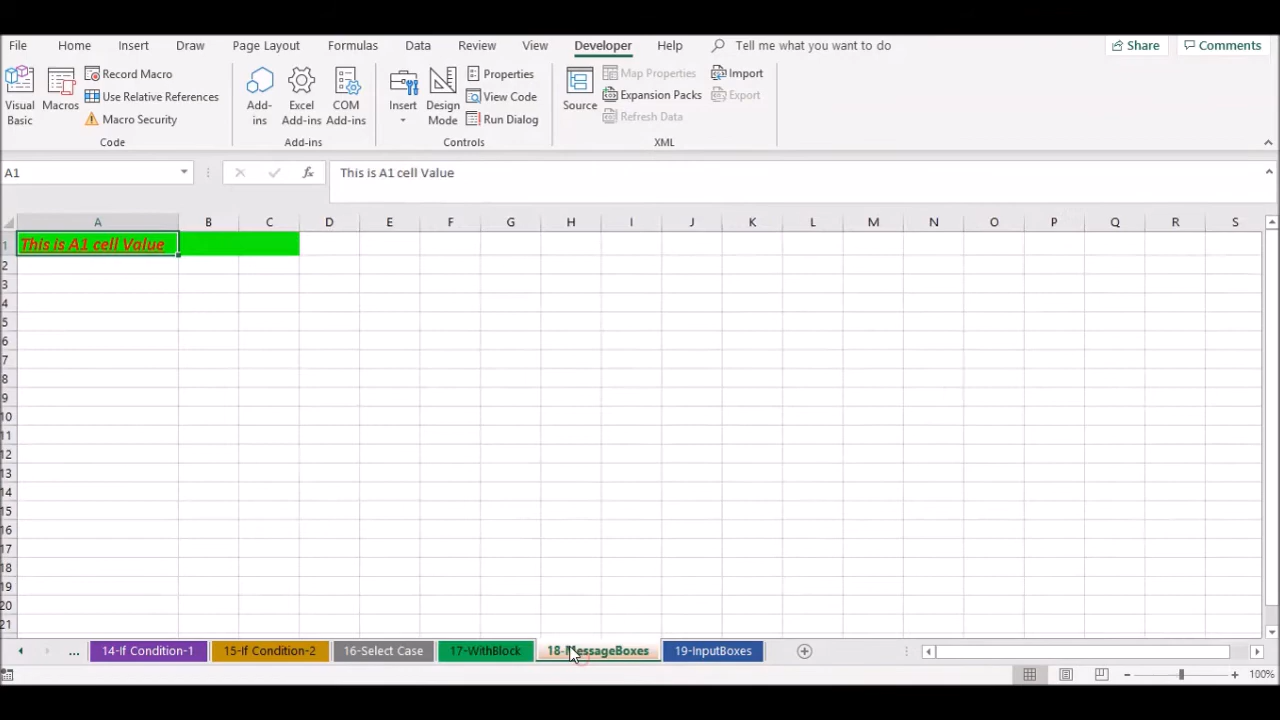 File Home Insert Draw Page Layout Formulas Data Review View Developer Help Tell me what you want to do Share Comments
Visual Basic
Macros
Record Macro
Use Relative References
Macro Security
Code
Add-ins
Excel Add-ins
COM Add-ins
Add-ins
Insert
Design Mode
Properties
View Code
Run Dialog
Controls
Source
Map Properties
Expansion Packs
Refresh Data
Import
Export
XML
A1 fx This is A1 cell Value
A B C D E F G H I J K L M N O P Q R S
1 This is A1 cell Value
2
3
4
5
6
7
8
9
10
11
12
13
14
15
16
17
18
19
20
21
... 14-If Condition-1 15-If Condition-2 16-Select Case 17-WithBlock 18-MessageBoxes 19-InputBoxes
100%